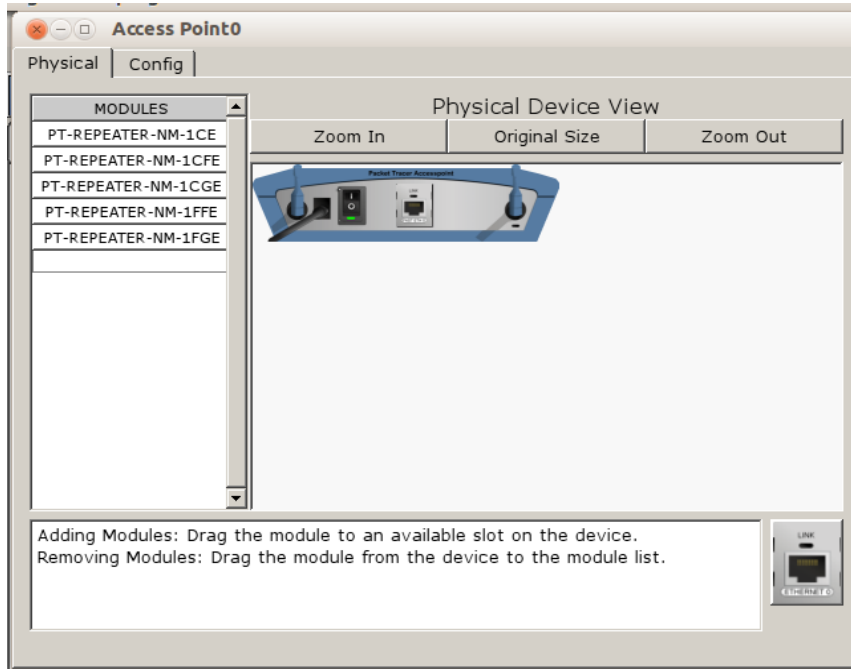 Access Point0
Physical
Config
MODULES
PT-REPEATER-NM-1CE
PT-REPEATER-NM-1CFE
PT-REPEATER-NM-1CGE
PT-REPEATER-NM-1FFE
PT-REPEATER-NM-1FGE
Physical Device View
Zoom In
Original Size
Zoom Out
Packet Tracer Accesspoint
LINK
Adding Modules: Drag the module to an available slot on the device.
Removing Modules: Drag the module from the device to the module list.
LINK
ETHERNET 0